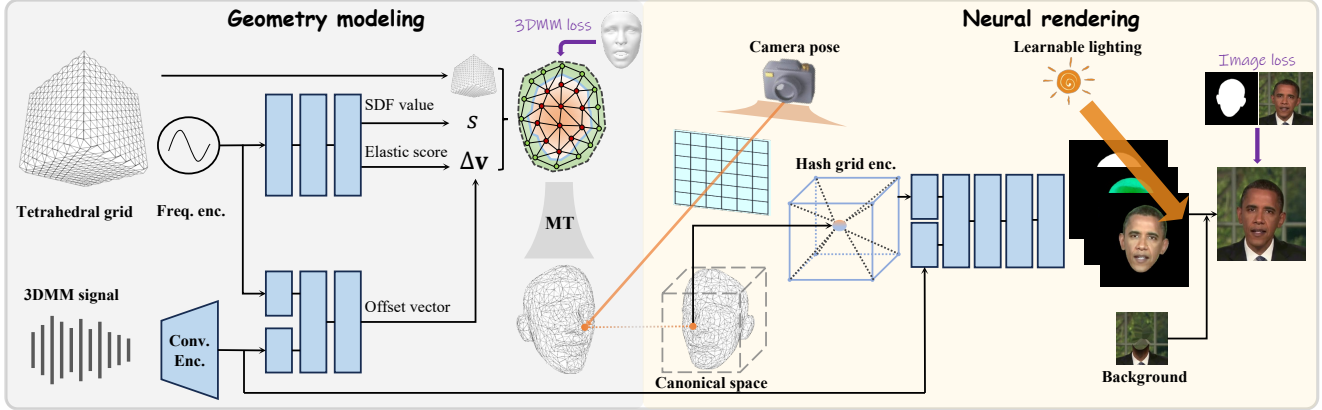 Geometry modeling
Neural rendering
3DMM loss
Camera pose
Learnable lighting
Image loss
SDF value
s
Elastic score
Δv
Hash grid enc.
Tetrahedral grid
Freq. enc.
MT
3DMM signal
Offset vector
Conv.
Enc.
Canonical space
Background